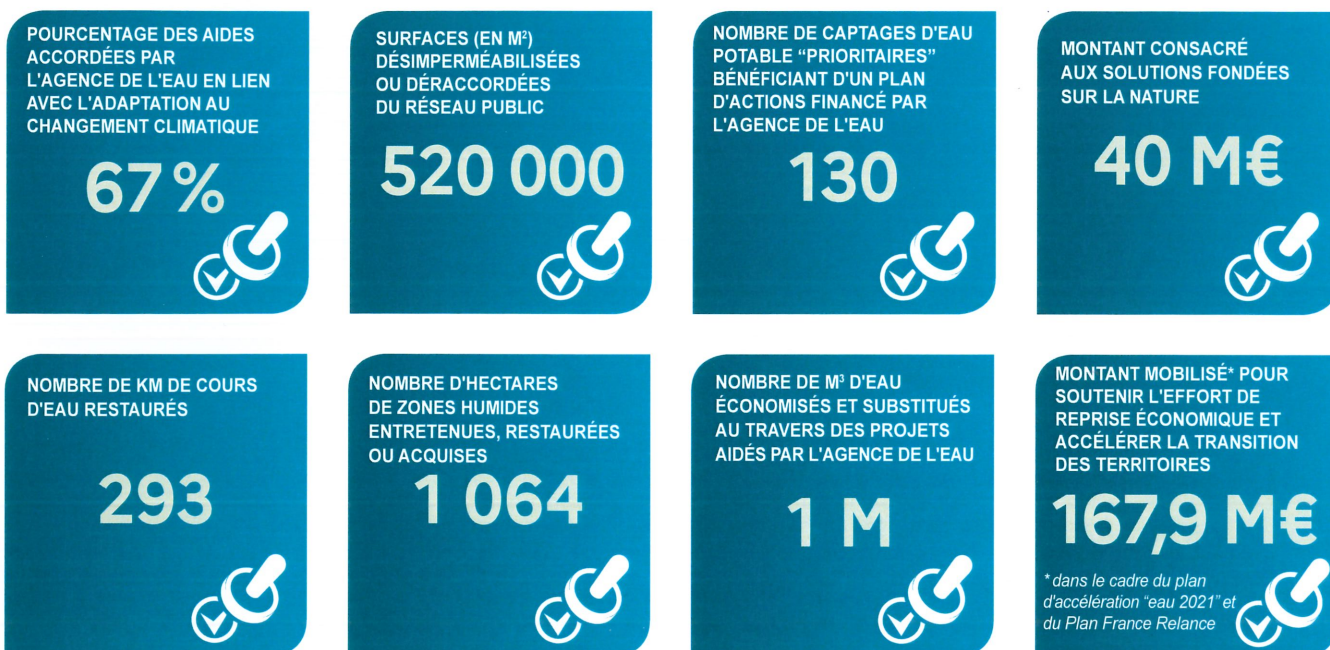 POURCENTAGE DES AIDES
ACCORDÉES PAR
L'AGENCE DE L'EAU EN LIEN
AVEC L'ADAPTATION AU
CHANGEMENT CLIMATIQUE
67 %
SURFACES (EN M²)
DÉSIMPERMÉABILISÉES
OU DÉRACCORDÉES
DU RÉSEAU PUBLIC
520 000
NOMBRE DE CAPTAGES D'EAU
POTABLE “PRIORITAIRES”
BÉNÉFICIANT D'UN PLAN
D'ACTIONS FINANCÉ PAR
L'AGENCE DE L'EAU
130
MONTANT CONSACRÉ
AUX SOLUTIONS FONDÉES
SUR LA NATURE
40 M€
NOMBRE DE KM DE COURS
D'EAU RESTAURÉS
293
NOMBRE D'HECTARES
DE ZONES HUMIDES
ENTRETENUES, RESTAURÉES
OU ACQUISES
1 064
NOMBRE DE M³ D'EAU
ÉCONOMISÉS ET SUBSTITUÉS
AU TRAVERS DES PROJETS
AIDÉS PAR L'AGENCE DE L'EAU
1 M
MONTANT MOBILISÉ* POUR
SOUTENIR L'EFFORT DE
REPRISE ÉCONOMIQUE ET
ACCÉLÉRER LA TRANSITION
DES TERRITOIRES
167,9 M€
* dans le cadre du plan
d'accélération “eau 2021” et
du Plan France Relance